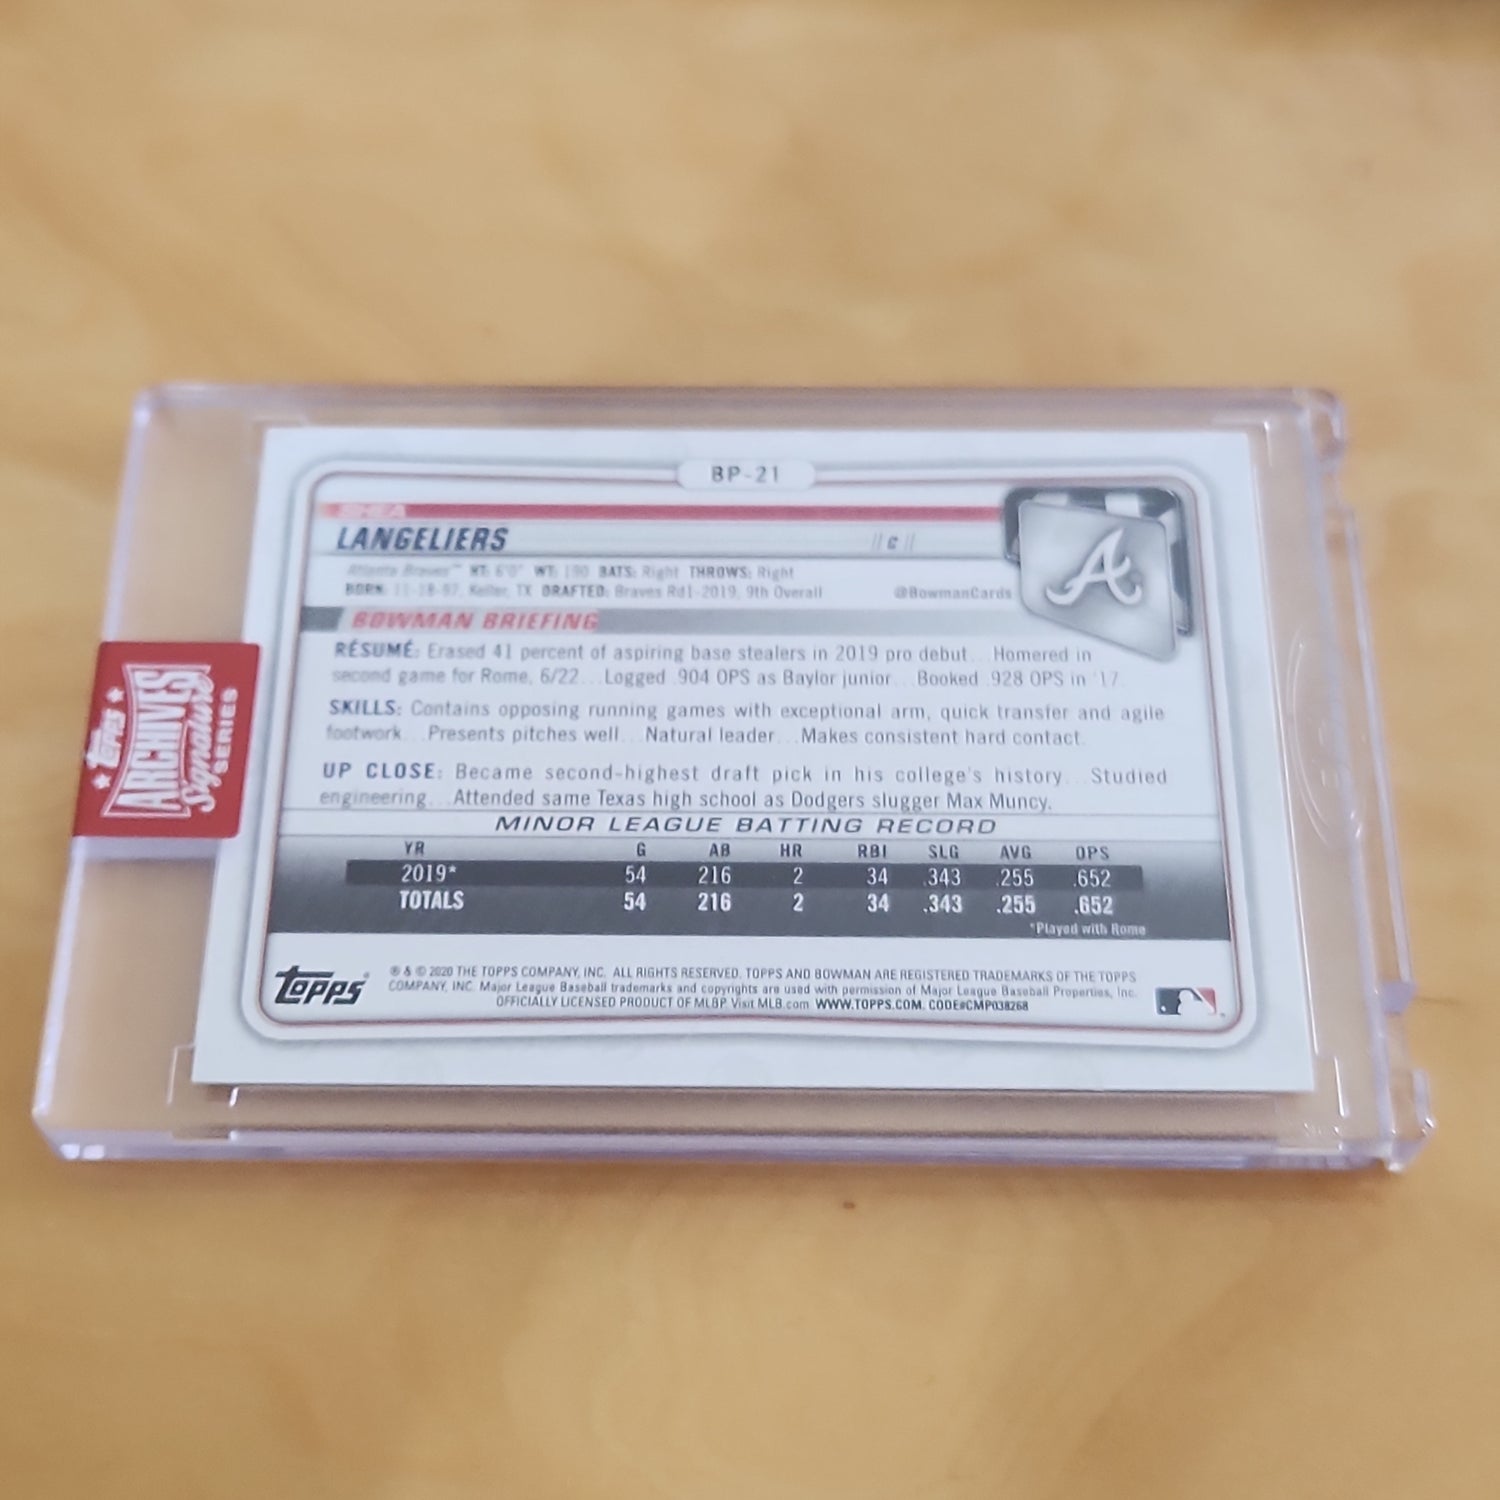 BP-21
SHEA
LANGELIERS // C //
Atlanta Braves™ HT: 6'0" WT: 190 BATS: Right THROWS: Right
BORN: 11-18-97, Keller, TX DRAFTED: Braves Rd1-2019, 9th Overall @BowmanCards
BOWMAN BRIEFING
RÉSUMÉ: Erased 41 percent of aspiring base stealers in 2019 pro debut...Homered in
second game for Rome, 6/22...Logged .904 OPS as Baylor junior...Booked .928 OPS in '17.
SKILLS: Contains opposing running games with exceptional arm, quick transfer and agile
footwork...Presents pitches well...Natural leader...Makes consistent hard contact.
UP CLOSE: Became second-highest draft pick in his college's history...Studied
engineering...Attended same Texas high school as Dodgers slugger Max Muncy.
MINOR LEAGUE BATTING RECORD
YR G AB HR RBI SLG AVG OPS
2019* 54 216 2 34 .343 .255 .652
TOTALS 54 216 2 34 .343 .255 .652
*Played with Rome
Topps
® & © 2020 THE TOPPS COMPANY, INC. ALL RIGHTS RESERVED. TOPPS AND BOWMAN ARE REGISTERED TRADEMARKS OF THE TOPPS
COMPANY, INC. Major League Baseball trademarks and copyrights are used with permission of Major League Baseball Properties, Inc.
OFFICIALLY LICENSED PRODUCT OF MLBP Visit MLB.com WWW.TOPPS.COM. CODE#CMP038268
Topps
ARCHIVES
Signature
SERIES